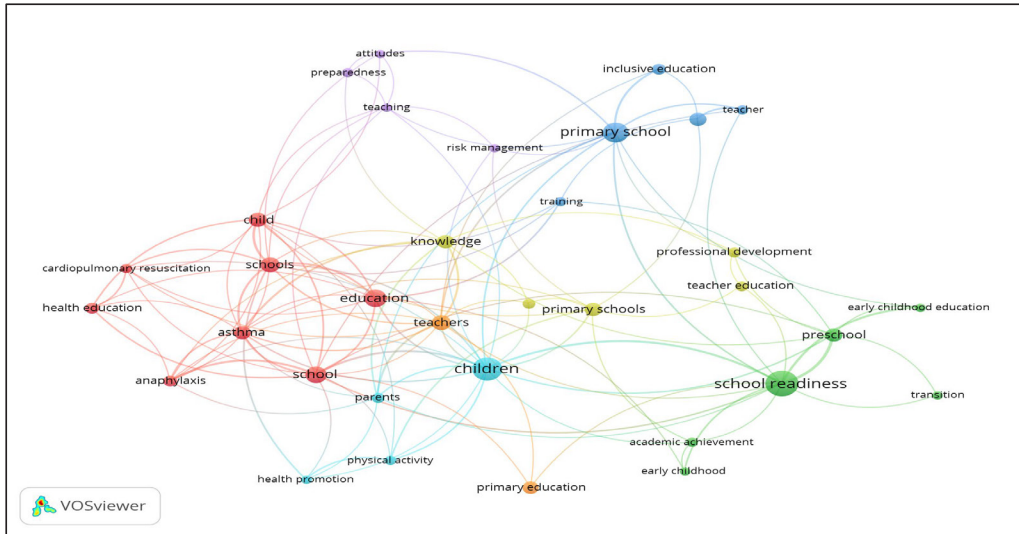 attitudes
preparedness
inclusive education
teaching
teacher
primary school
risk management
training
child
knowledge
professional development
cardiopulmonary resuscitation
schools
teacher education
education
health education
primary schools
early childhood education
teachers
asthma
preschool
children
school
anaphylaxis
school readiness
parents
transition
academic achievement
physical activity
early childhood
health promotion
primary education
VOSviewer